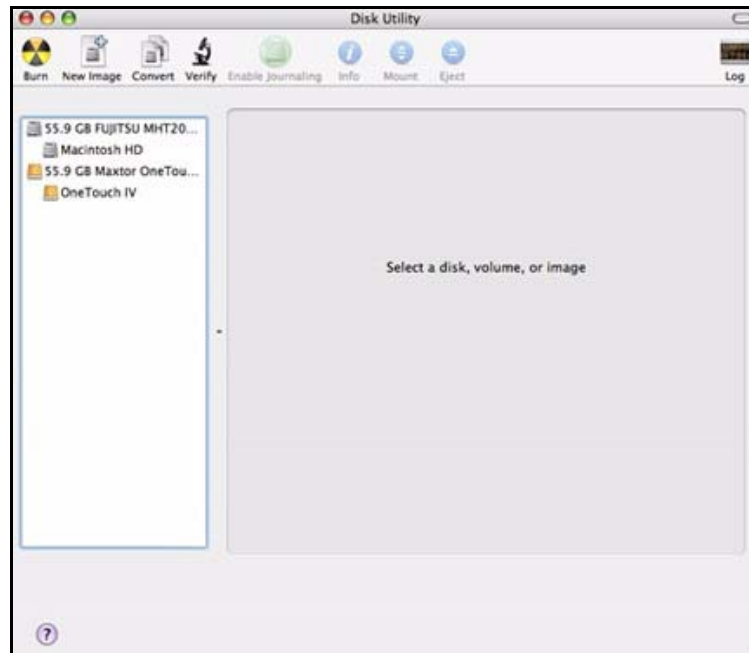 Disk Utility
Burn New Image Convert Verify Enable Journaling Info Mount Eject Log
55.9 GB FUJITSU MHT20...
Macintosh HD
55.9 GB Maxtor OneTou...
OneTouch IV
Select a disk, volume, or image
?